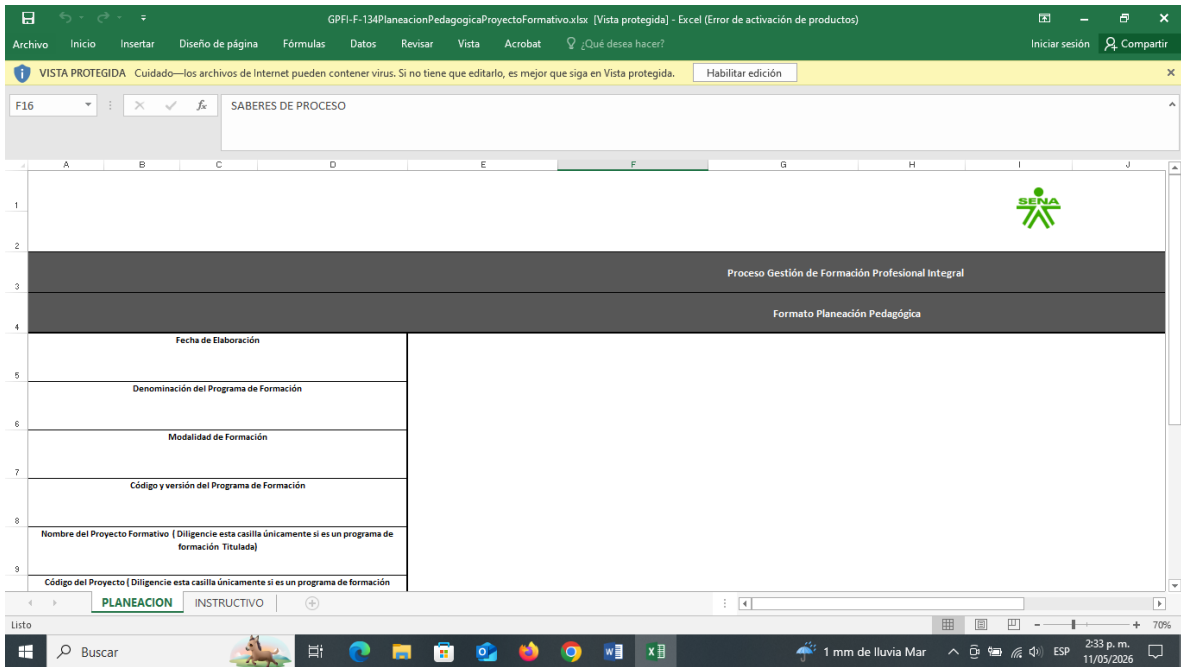 GPFI-F-134PlaneacionPedagogicaProyectoFormativo.xlsx [Vista protegida] - Excel (Error de activación de productos)
Archivo Inicio Insertar Diseño de página Fórmulas Datos Revisar Vista Acrobat ¿Qué desea hacer? Iniciar sesión Compartir
VISTA PROTEGIDA Cuidado—los archivos de Internet pueden contener virus. Si no tiene que editarlo, es mejor que siga en Vista protegida. Habilitar edición
F16 fx SABERES DE PROCESO
A B C D E F G H I J
1
SENA
2
Proceso Gestión de Formación Profesional Integral
3
Formato Planeación Pedagógica
4
Fecha de Elaboración
5
Denominación del Programa de Formación
6
Modalidad de Formación
7
Código y versión del Programa de Formación
8
Nombre del Proyecto Formativo ( Diligencie esta casilla únicamente si es un programa de
formación Titulada)
9
Código del Proyecto ( Diligencie esta casilla únicamente si es un programa de formación
PLANEACION INSTRUCTIVO
Listo 70%
Buscar 1 mm de lluvia Mar ESP 2:33 p. m.
11/05/2026